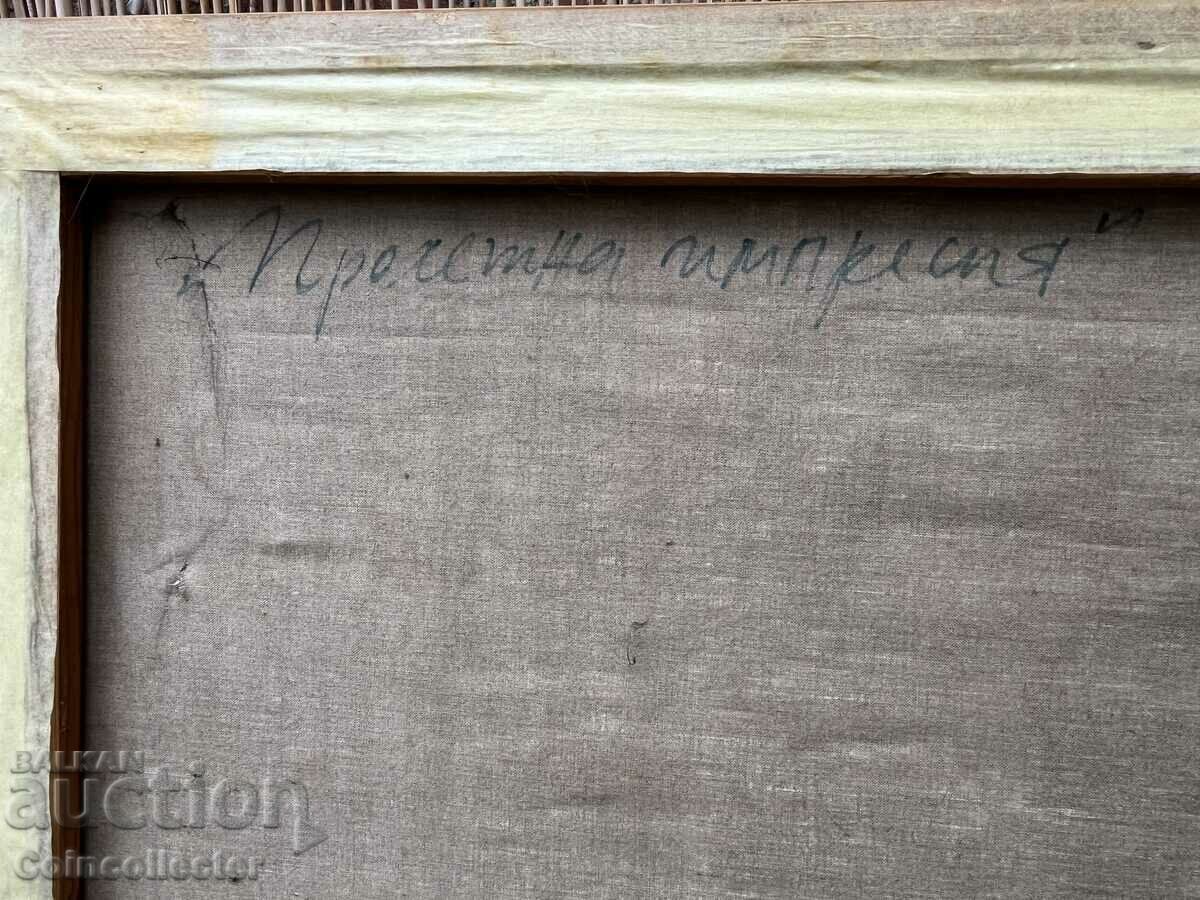 „Пролетна импресия"
BALKAN
auction
Coincollector